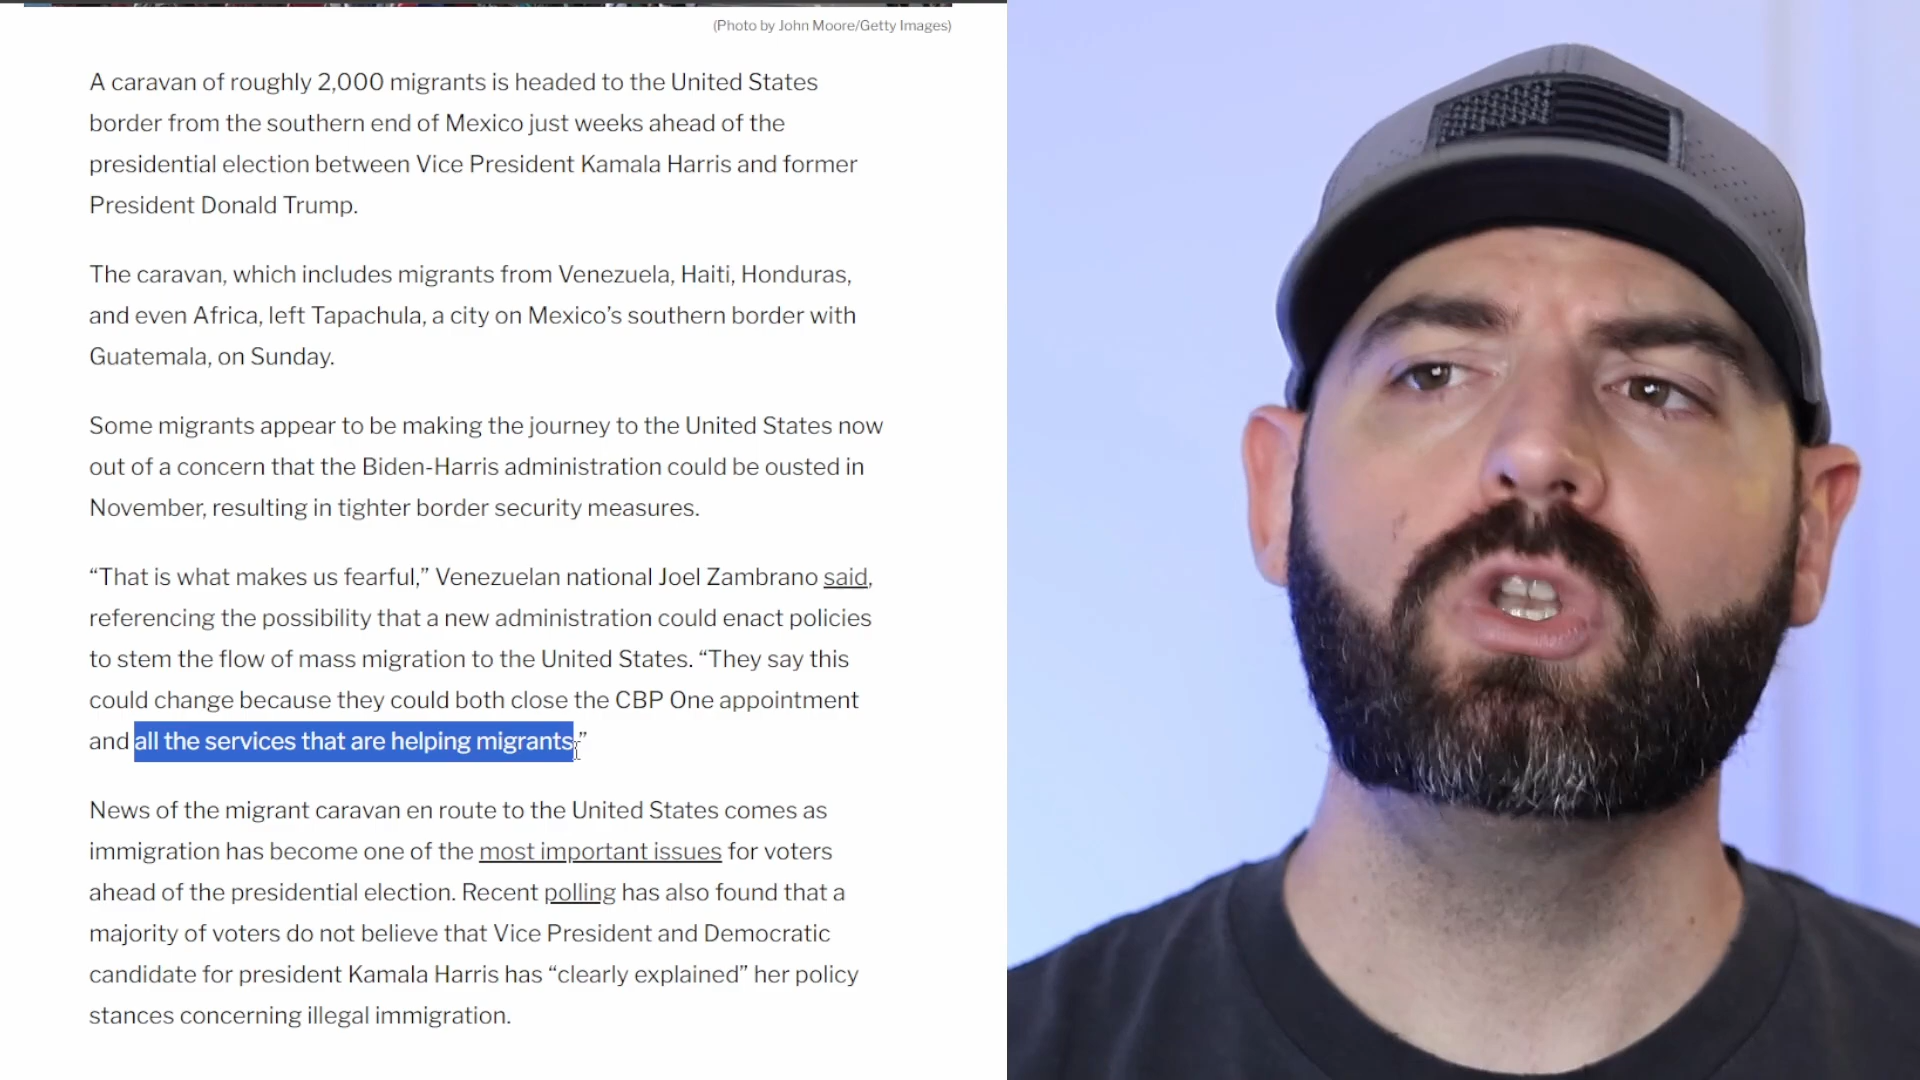 (Photo by John Moore/Getty Images)
A caravan of roughly 2,000 migrants is headed to the United States
border from the southern end of Mexico just weeks ahead of the
presidential election between Vice President Kamala Harris and former
President Donald Trump.
The caravan, which includes migrants from Venezuela, Haiti, Honduras,
and even Africa, left Tapachula, a city on Mexico’s southern border with
Guatemala, on Sunday.
Some migrants appear to be making the journey to the United States now
out of a concern that the Biden-Harris administration could be ousted in
November, resulting in tighter border security measures.
“That is what makes us fearful,” Venezuelan national Joel Zambrano said,
referencing the possibility that a new administration could enact policies
to stem the flow of mass migration to the United States. “They say this
could change because they could both close the CBP One appointment
and all the services that are helping migrants.”
News of the migrant caravan en route to the United States comes as
immigration has become one of the most important issues for voters
ahead of the presidential election. Recent polling has also found that a
majority of voters do not believe that Vice President and Democratic
candidate for president Kamala Harris has “clearly explained” her policy
stances concerning illegal immigration.